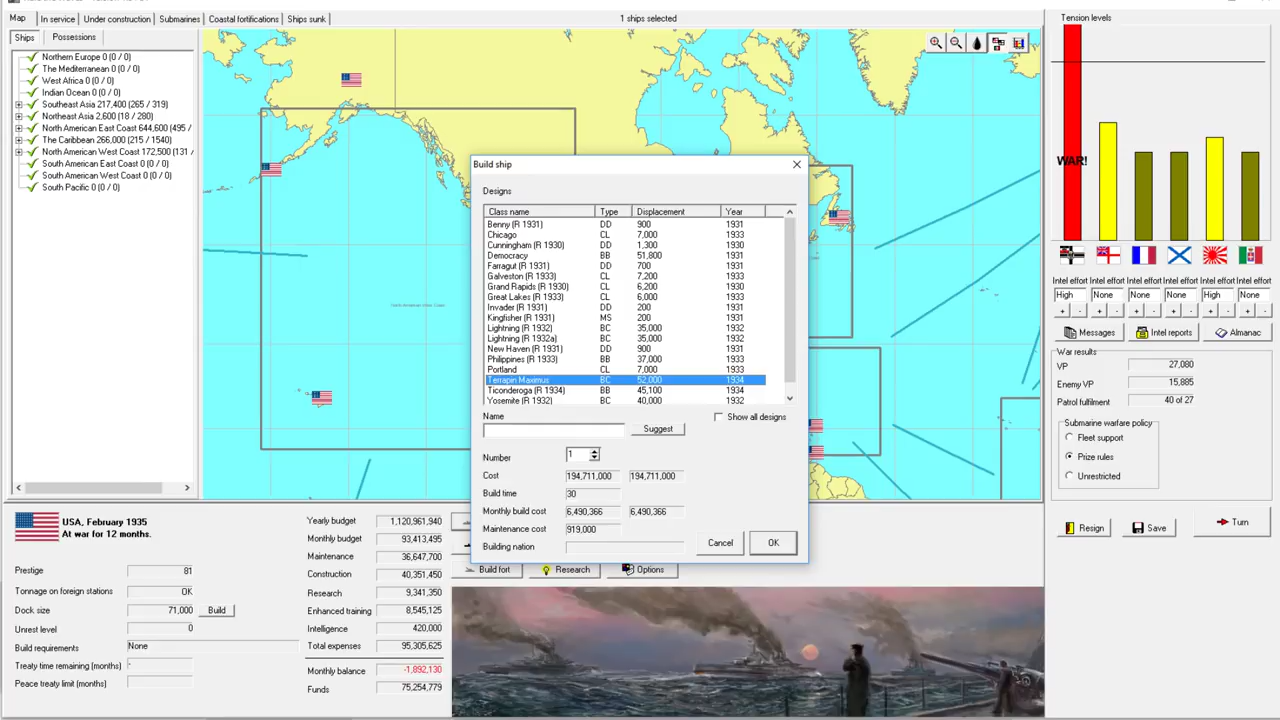 Map In service Under construction Submarines Coastal fortifications Ships sunk
1 ships selected
Ships Possessions
Northern Europe 0 (0 / 0)
The Mediterranean 0 (0 / 0)
West Africa 0 (0 / 0)
Indian Ocean 0 (0 / 0)
Southeast Asia 217,400 (265 / 319)
Northeast Asia 2,600 (18 / 280)
North American East Coast 644,600 (495 /
The Caribbean 266,000 (215 / 1540)
North American West Coast 172,500 (131 /
South American East Coast 0 (0 / 0)
South American West Coast 0 (0 / 0)
South Pacific 0 (0 / 0)
North American West Coast
Build ship
Designs
Class name Type Displacement Year
Benny (R 1931) DD 900 1931
Chicago CL 7,000 1933
Cunningham (R 1930) DD 1,300 1930
Democracy BB 51,800 1931
Farragut (R 1931) DD 700 1931
Galveston (R 1933) CL 7,200 1933
Grand Rapids (R 1930) CL 6,200 1930
Great Lakes (R 1933) CL 6,000 1933
Invader (R 1931) DD 200 1931
Kingfisher (R 1931) MS 200 1931
Lightning (R 1932) BC 35,000 1932
Lightning (R 1932a) BC 35,000 1932
New Haven (R 1931) DD 900 1931
Philippines (R 1933) BB 37,000 1933
Portland CL 7,000 1933
Terrapin Maximus BC 52,000 1934
Ticonderoga (R 1934) BB 45,100 1934
Yosemite (R 1932) BC 40,000 1932
Name
Show all designs
Suggest
Number 1
Cost 194,711,000 194,711,000
Build time 30
Monthly build cost 6,490,366 6,490,366
Maintenance cost 919,000
Building nation
Cancel OK
Tension levels
WAR!
Intel effort Intel effort Intel effort Intel effort Intel effort Intel effort
High None None None High None
+ - + - + - + - + - + -
Messages Intel reports Almanac
War results
VP 27,080
Enemy VP 15,885
Patrol fulfilment 40 of 27
Submarine warfare policy
Fleet support
Prize rules
Unrestricted
Resign Save Turn
USA, February 1935
At war for 12 months.
Prestige 81
Tonnage on foreign stations OK
Dock size 71,000 Build
Unrest level 0
Build requirements None
Treaty time remaining (months) -
Peace treaty limit (months)
Yearly budget 1,120,961,940
Monthly budget 93,413,495
Maintenance 36,647,700
Construction 40,351,450
Research 9,341,350
Enhanced training 8,545,125
Intelligence 420,000
Total expenses 95,305,625
Monthly balance -1,892,130
Funds 75,254,779
Build fort Research Options